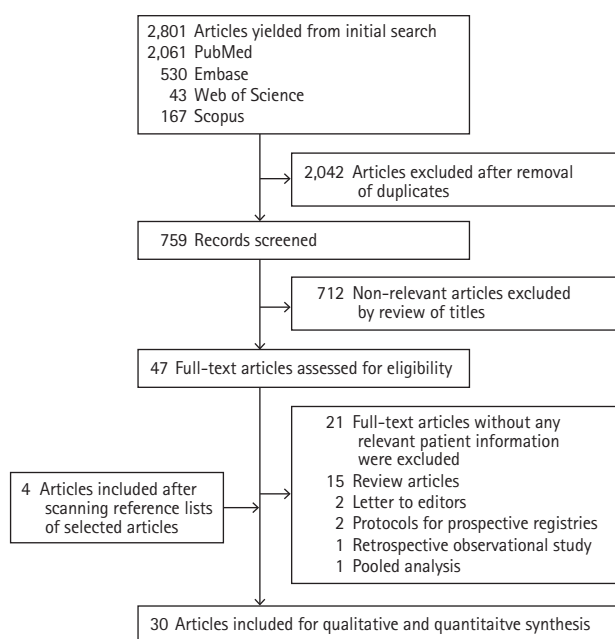 2,801 Articles yielded from initial search
2,061 PubMed
530 Embase
43 Web of Science
167 Scopus
2,042 Articles excluded after removal
of duplicates
759 Records screened
712 Non-relevant articles excluded
by review of titles
47 Full-text articles assessed for eligibility
21 Full-text articles without any
relevant patient information
were excluded
15 Review articles
2 Letter to editors
2 Protocols for prospective registries
1 Retrospective observational study
1 Pooled analysis
4 Articles included after
scanning reference lists
of selected articles
30 Articles included for qualitative and quantitaitve synthesis